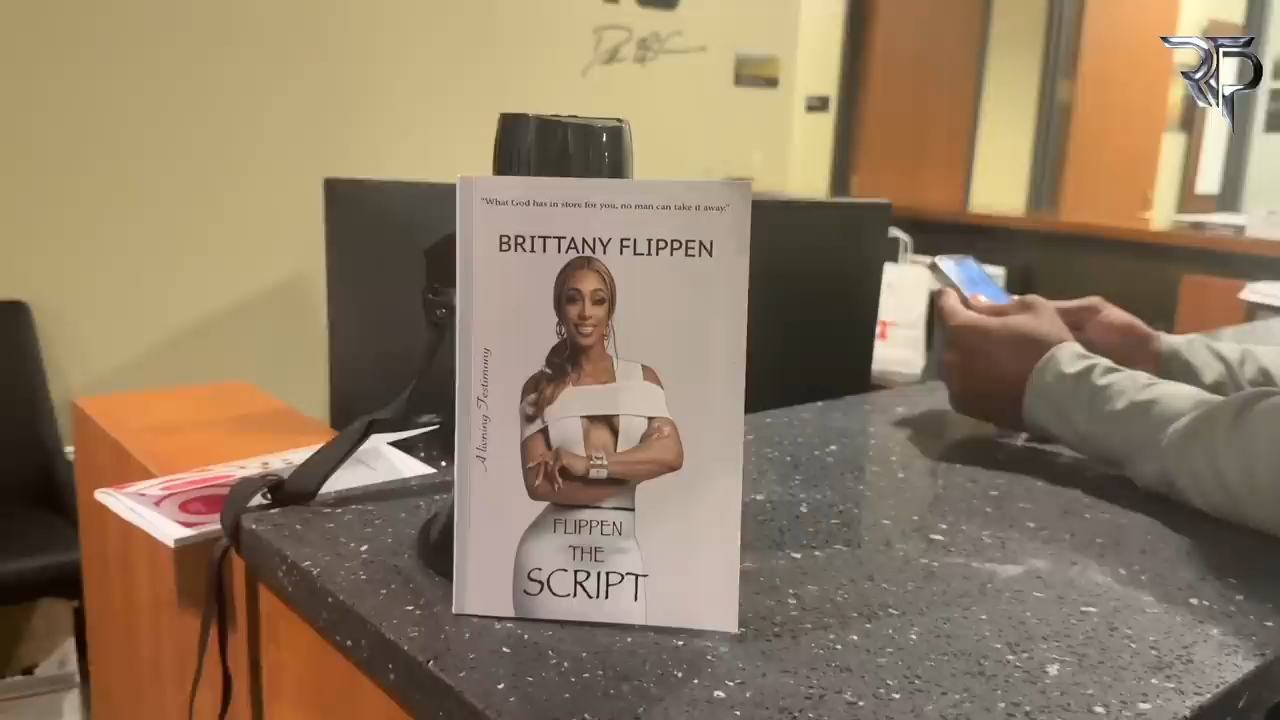 "What God has in store for you, no man can take it away."
BRITTANY FLIPPEN
A livning Testimony
FLIPPEN
THE
SCRIPT